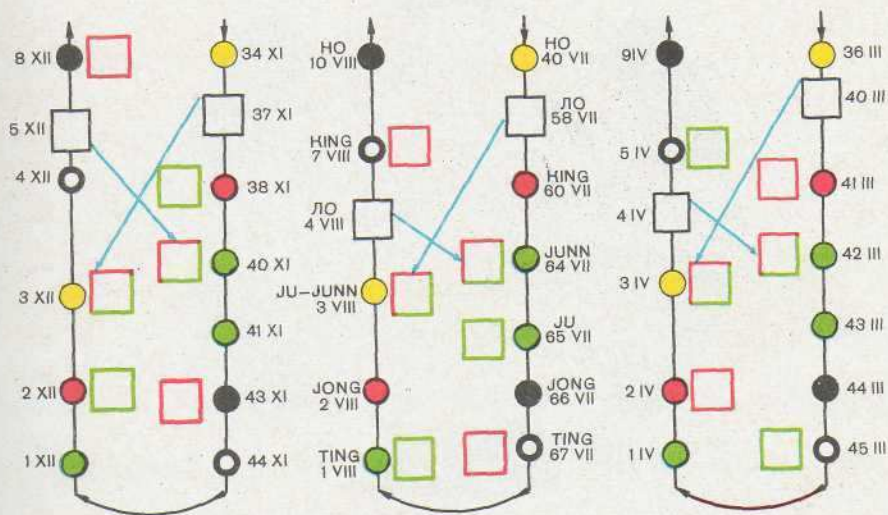 8 XII
34 XI
5 XII
37 XI
4 XII
38 XI
40 XI
3 XII
41 XI
2 XII
43 XI
1 XII
44 XI
HO
10 VIII
HO
40 VII
ЛО
58 VII
KING
7 VIII
KING
60 VII
ЛО
4 VIII
JUNN
64 VII
JU–JUNN
3 VIII
JU
65 VII
JONG
2 VIII
JONG
66 VII
TING
1 VIII
TING
67 VII
9 IV
36 III
40 III
5 IV
41 III
4 IV
42 III
3 IV
43 III
2 IV
44 III
1 IV
45 III